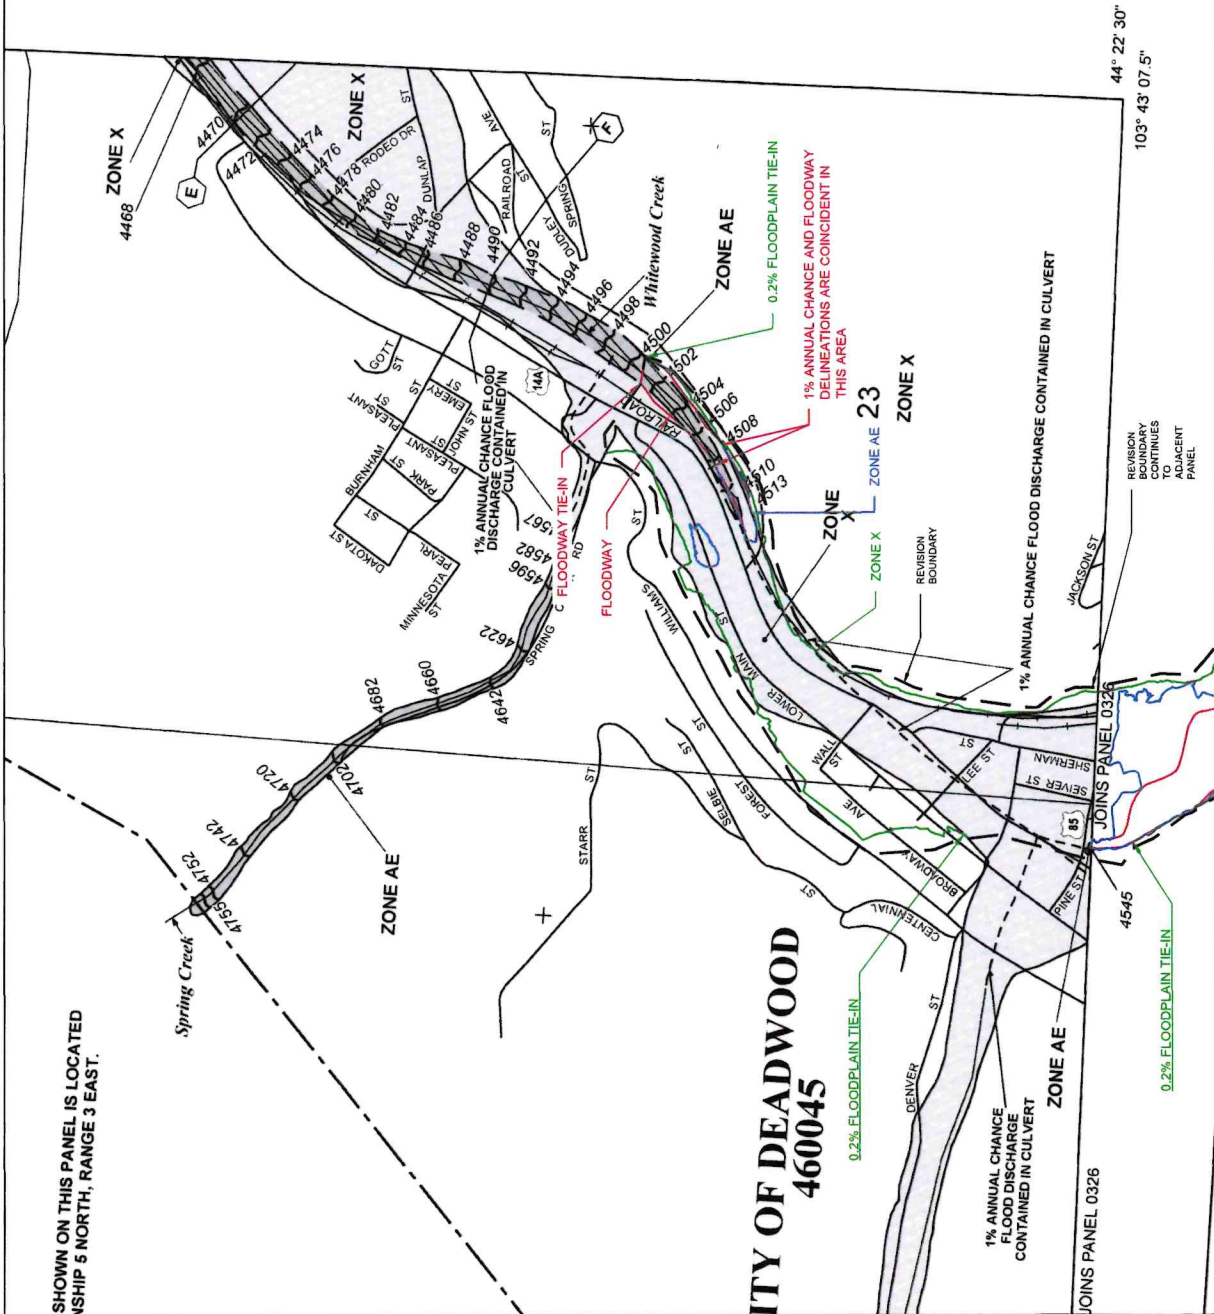 SHOWN ON THIS PANEL IS LOCATED
NSHIP 5 NORTH, RANGE 3 EAST.
ZONE X
4468
4470
4472
E
4474
4476
4478
4480
4482
4484
4486
4488
4490
4492
4494
4496
4498
4500
4502
4504
4506
4508
4510
4513
ZONE X
RODEO DR
DUNLAP
ST
AVE
RAILROAD
ST
DUDLEY
SPRING
ST
F
Whitewood Creek
ZONE AE
0.2% FLOODPLAIN TIE-IN
1% ANNUAL CHANCE AND FLOODWAY
DELINEATIONS ARE COINCIDENT IN
THIS AREA
44° 22' 30"
103° 43' 07.5"
GOTT
ST
14A
BURNHAM
ST
PLEASANT
ST
EMERY
ST
JOHN ST
PLEASANT
ST
PARK
ST
DAKOTA ST
ST
PEARL
MINNESOTA
ST
1% ANNUAL CHANCE FLOOD
DISCHARGE CONTAINED IN
CULVERT
4567
4582
4596
4622
4642
4660
4682
4702
4720
4742
4752
4755
SPRING
RD
FLOODWAY TIE-IN
FLOODWAY
RAILROAD
ZONE AE
23
ZONE X
ZONE
X
ZONE X
REVISION
BOUNDARY
1% ANNUAL CHANCE FLOOD DISCHARGE CONTAINED IN CULVERT
REVISION
BOUNDARY
CONTINUES
TO
ADJACENT
PANEL
JACKSON ST
Spring Creek
ZONE AE
STARR
ST
WILLIAMS
ST
LOWER
MAIN
ST
FOREST
ST
SELBIE
ST
ST
WALL
ST
AVE
BROADWAY
CENTENNIAL
LEE ST
ST
SHERMAN
SEIVER ST
85
PINE ST
JOINS PANEL 0326
4545
DENVER
ST
ITY OF DEADWOOD
460045
0.2% FLOODPLAIN TIE-IN
1% ANNUAL CHANCE
FLOOD DISCHARGE
CONTAINED IN CULVERT
ZONE AE
0.2% FLOODPLAIN TIE-IN
JOINS PANEL 0326